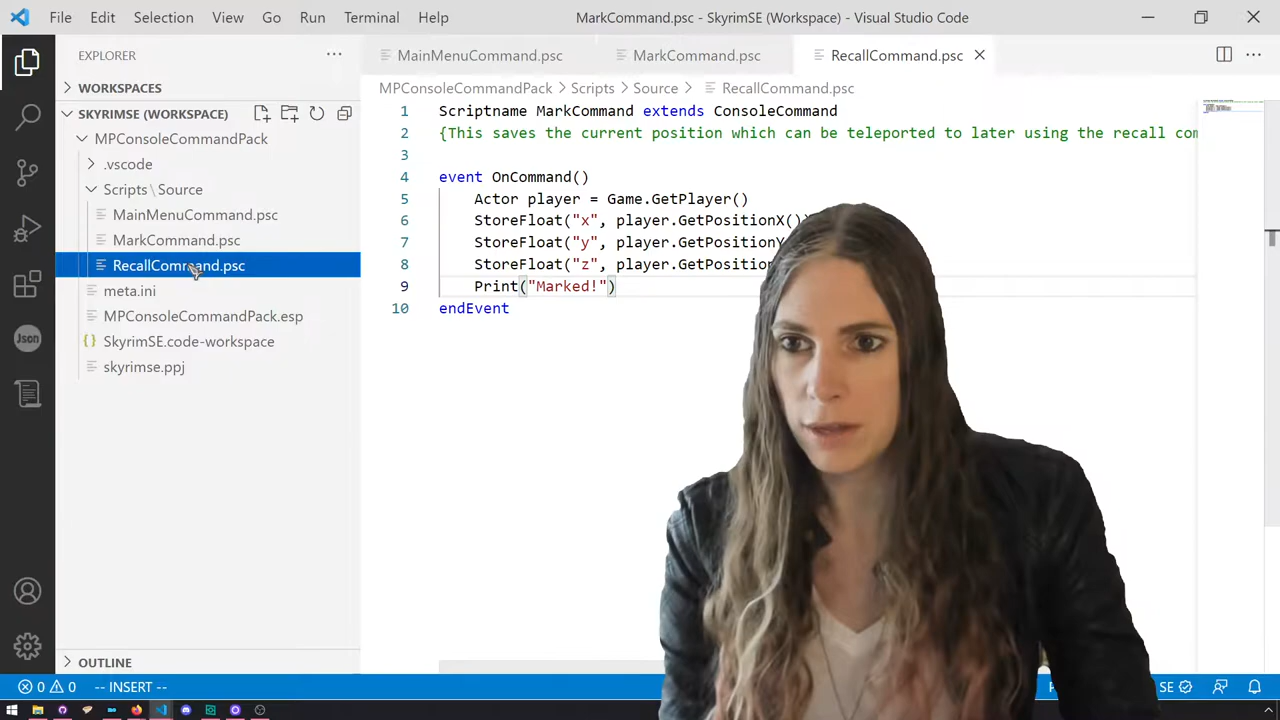 File Edit Selection View Go Run Terminal Help MarkCommand.psc - SkyrimSE (Workspace) - Visual Studio Code
EXPLORER
MainMenuCommand.psc MarkCommand.psc RecallCommand.psc
WORKSPACES
SKYRIMSE (WORKSPACE)
MPConsoleCommandPack
.vscode
Scripts \ Source
MainMenuCommand.psc
MarkCommand.psc
RecallCommand.psc
meta.ini
MPConsoleCommandPack.esp
SkyrimSE.code-workspace
skyrimse.ppj
OUTLINE
MPConsoleCommandPack > Scripts > Source > RecallCommand.psc
1 Scriptname MarkCommand extends ConsoleCommand
2 {This saves the current position which can be teleported to later using the recall com
3
4 event OnCommand()
5 Actor player = Game.GetPlayer()
6 StoreFloat("x", player.GetPositionX())
7 StoreFloat("y", player.GetPositionY
8 StoreFloat("z", player.GetPosition
9 Print("Marked!")
10 endEvent
Json
0 0 -- INSERT -- SE